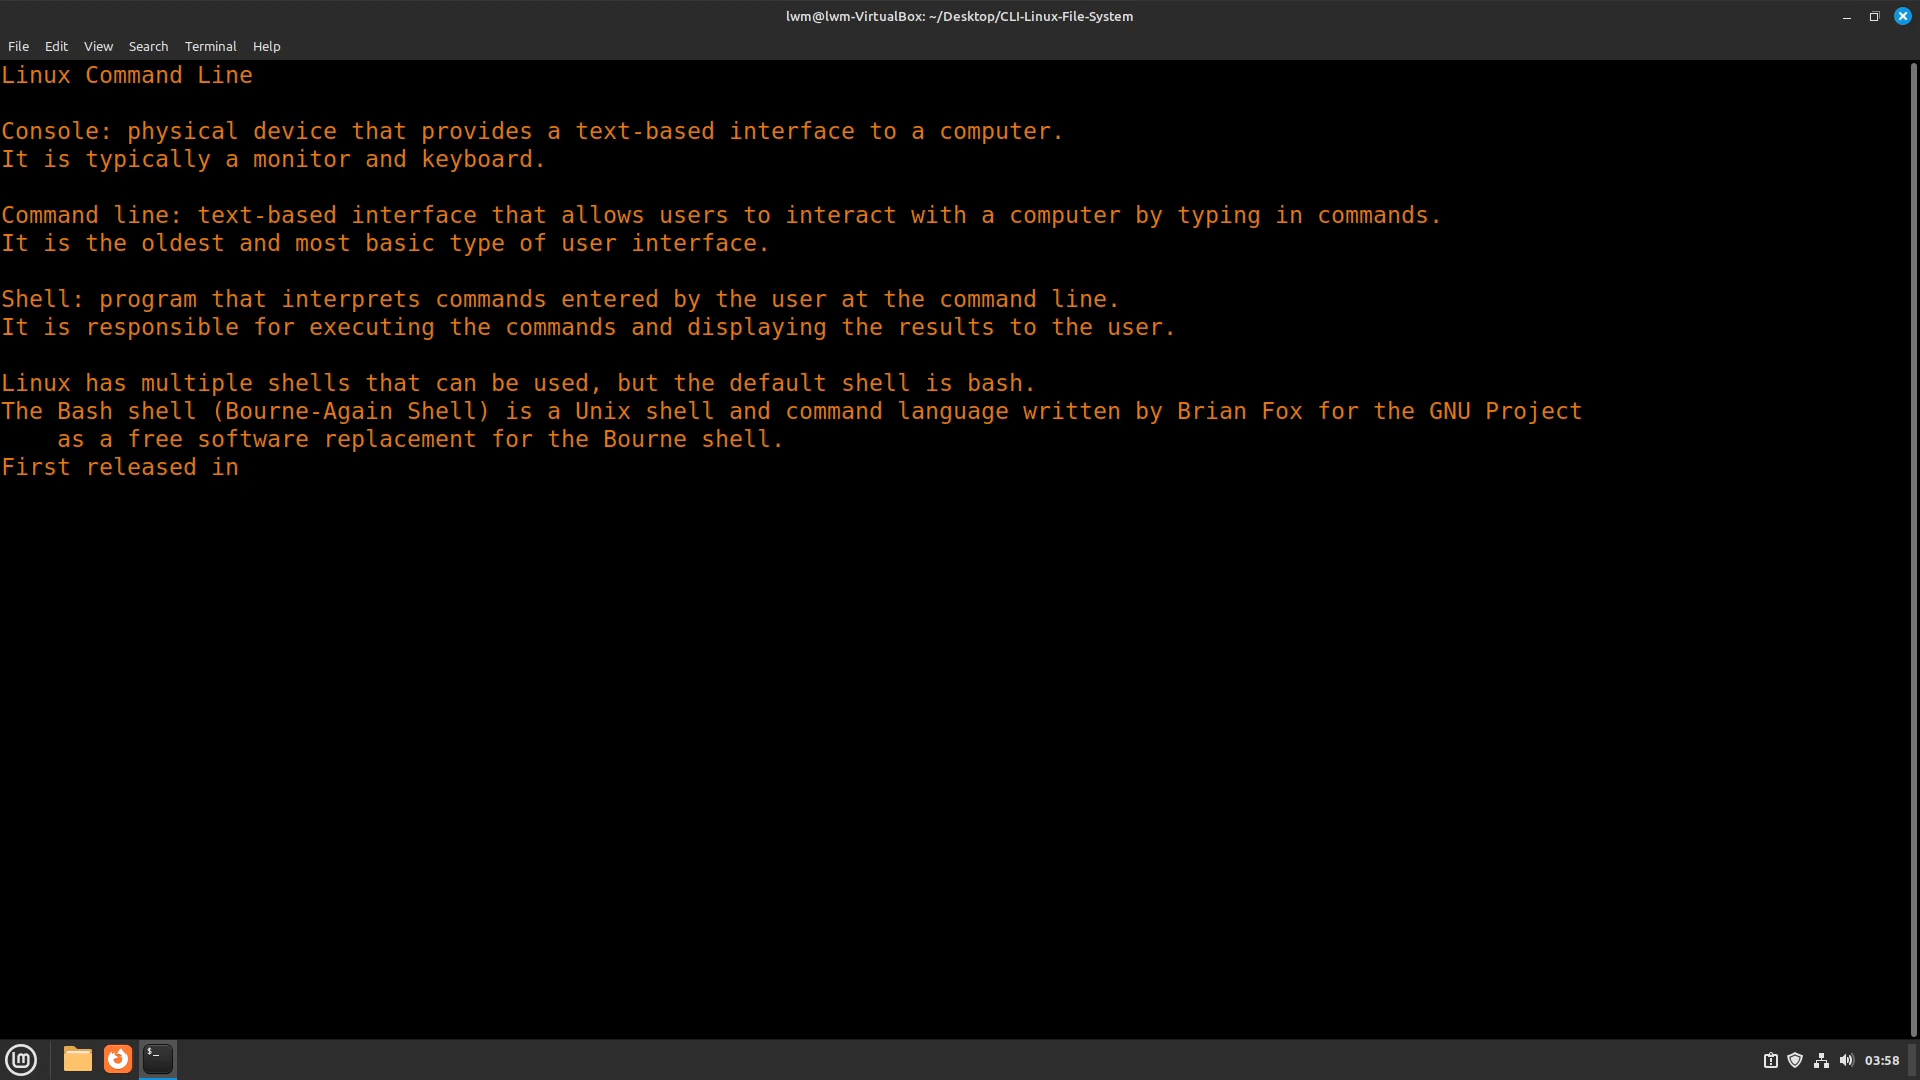 lwm@lwm-VirtualBox: ~/Desktop/CLI-Linux-File-System
File Edit View Search Terminal Help
Linux Command Line
Console: physical device that provides a text-based interface to a computer.
It is typically a monitor and keyboard.
Command line: text-based interface that allows users to interact with a computer by typing in commands.
It is the oldest and most basic type of user interface.
Shell: program that interprets commands entered by the user at the command line.
It is responsible for executing the commands and displaying the results to the user.
Linux has multiple shells that can be used, but the default shell is bash.
The Bash shell (Bourne-Again Shell) is a Unix shell and command language written by Brian Fox for the GNU Project
as a free software replacement for the Bourne shell.
First released in
$_
03:58